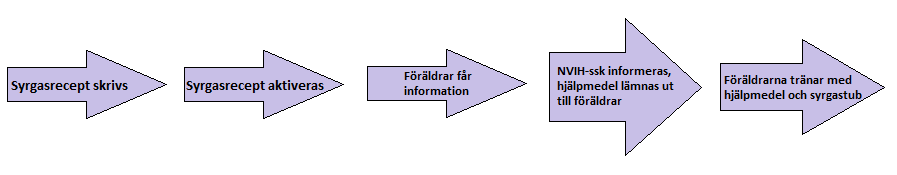 Syrgasrecept skrivs
Syrgasrecept aktiveras
Föräldrar får
information
NVIH-ssk informeras,
hjälpmedel lämnas ut
till föräldrar
Föräldrarna tränar med
hjälpmedel och syrgastub